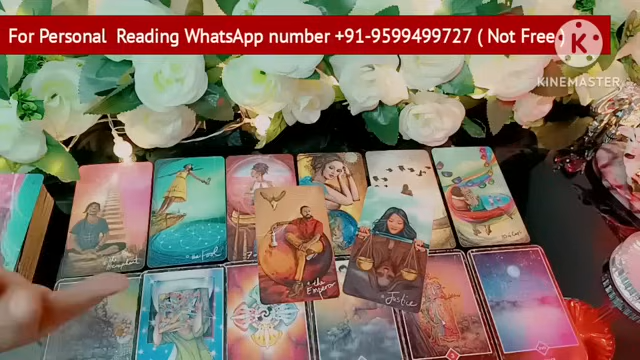 For Personal Reading WhatsApp number +91-9599499727 ( Not Free )
KINEMASTER
the Fool
the Emperor
Justice